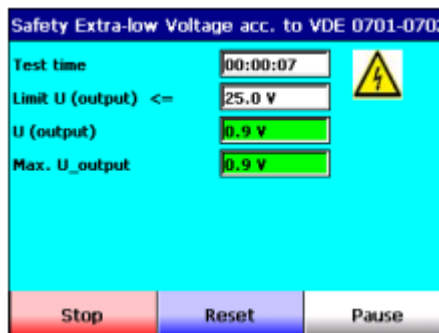 Safety Extra-low Voltage acc. to VDE 0701-0702
Test time 00:00:07
Limit U (output) <= 25.0 V
U (output) 0.9 V
Max. U_output 0.9 V
Stop Reset Pause